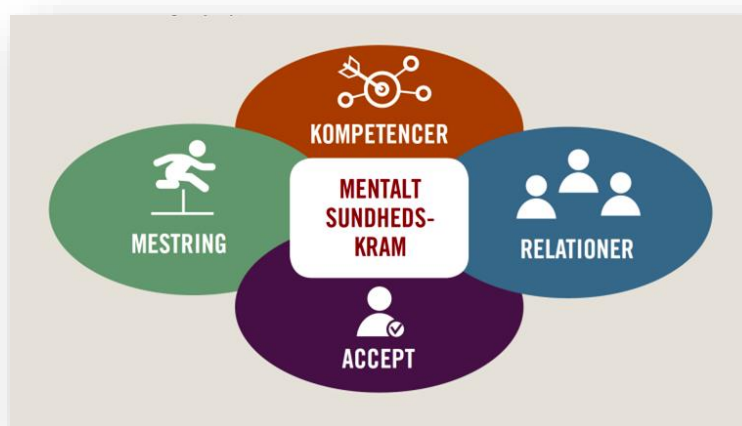 KOMPETENCER
MENTALT
SUNDHEDS-
KRAM
MESTRING
RELATIONER
ACCEPT